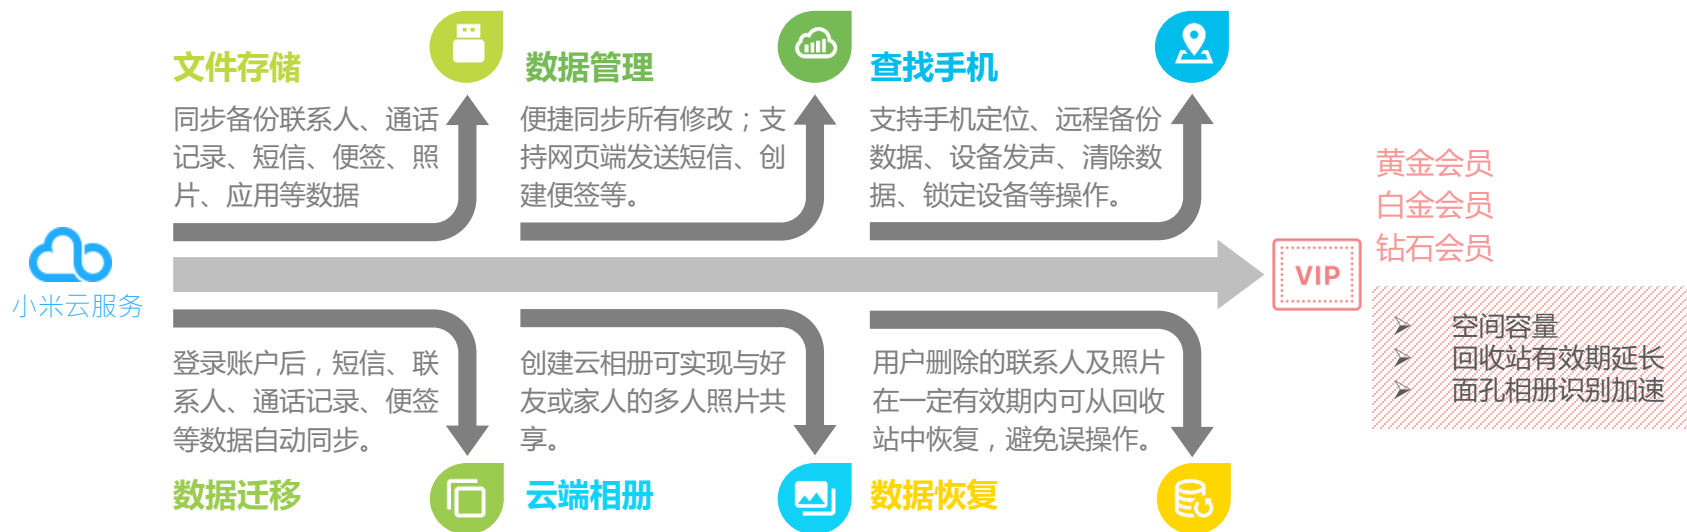 文件存储
同步备份联系人、通话
记录、短信、便签、照
片、应用等数据
数据管理
便捷同步所有修改；支
持网页端发送短信、创
建便签等。
查找手机
支持手机定位、远程备份
数据、设备发声、清除数
据、锁定设备等操作。
小米云服务
登录账户后，短信、联
系人、通话记录、便签
等数据自动同步。
数据迁移
创建云相册可实现与好
友或家人的多人照片共
享。
云端相册
用户删除的联系人及照片
在一定有效期内可从回收
站中恢复，避免误操作。
数据恢复
VIP
黄金会员
白金会员
钻石会员
空间容量
回收站有效期延长
面孔相册识别加速